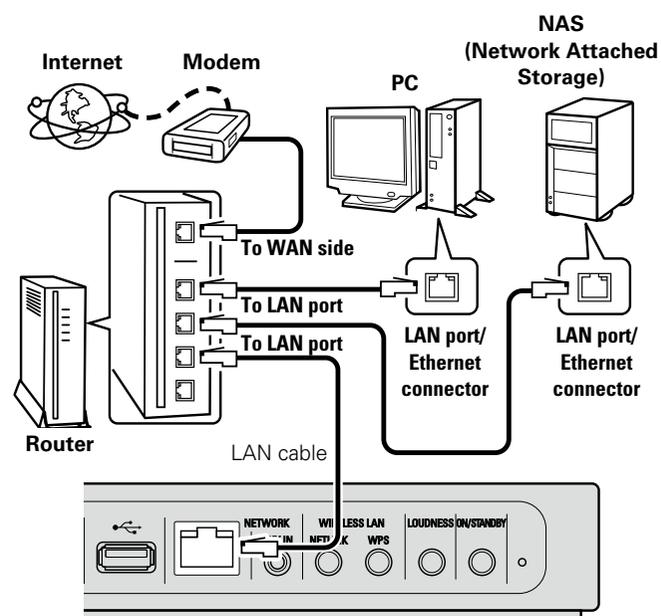 NAS
(Network Attached
Storage)
Internet
Modem
PC
To WAN side
To LAN port
To LAN port
LAN port/
Ethernet
connector
LAN port/
Ethernet
connector
Router
LAN cable
NETWORK
WIRELESS LAN
LOUDNESS
ON/STANDBY
NETWORK
WPS